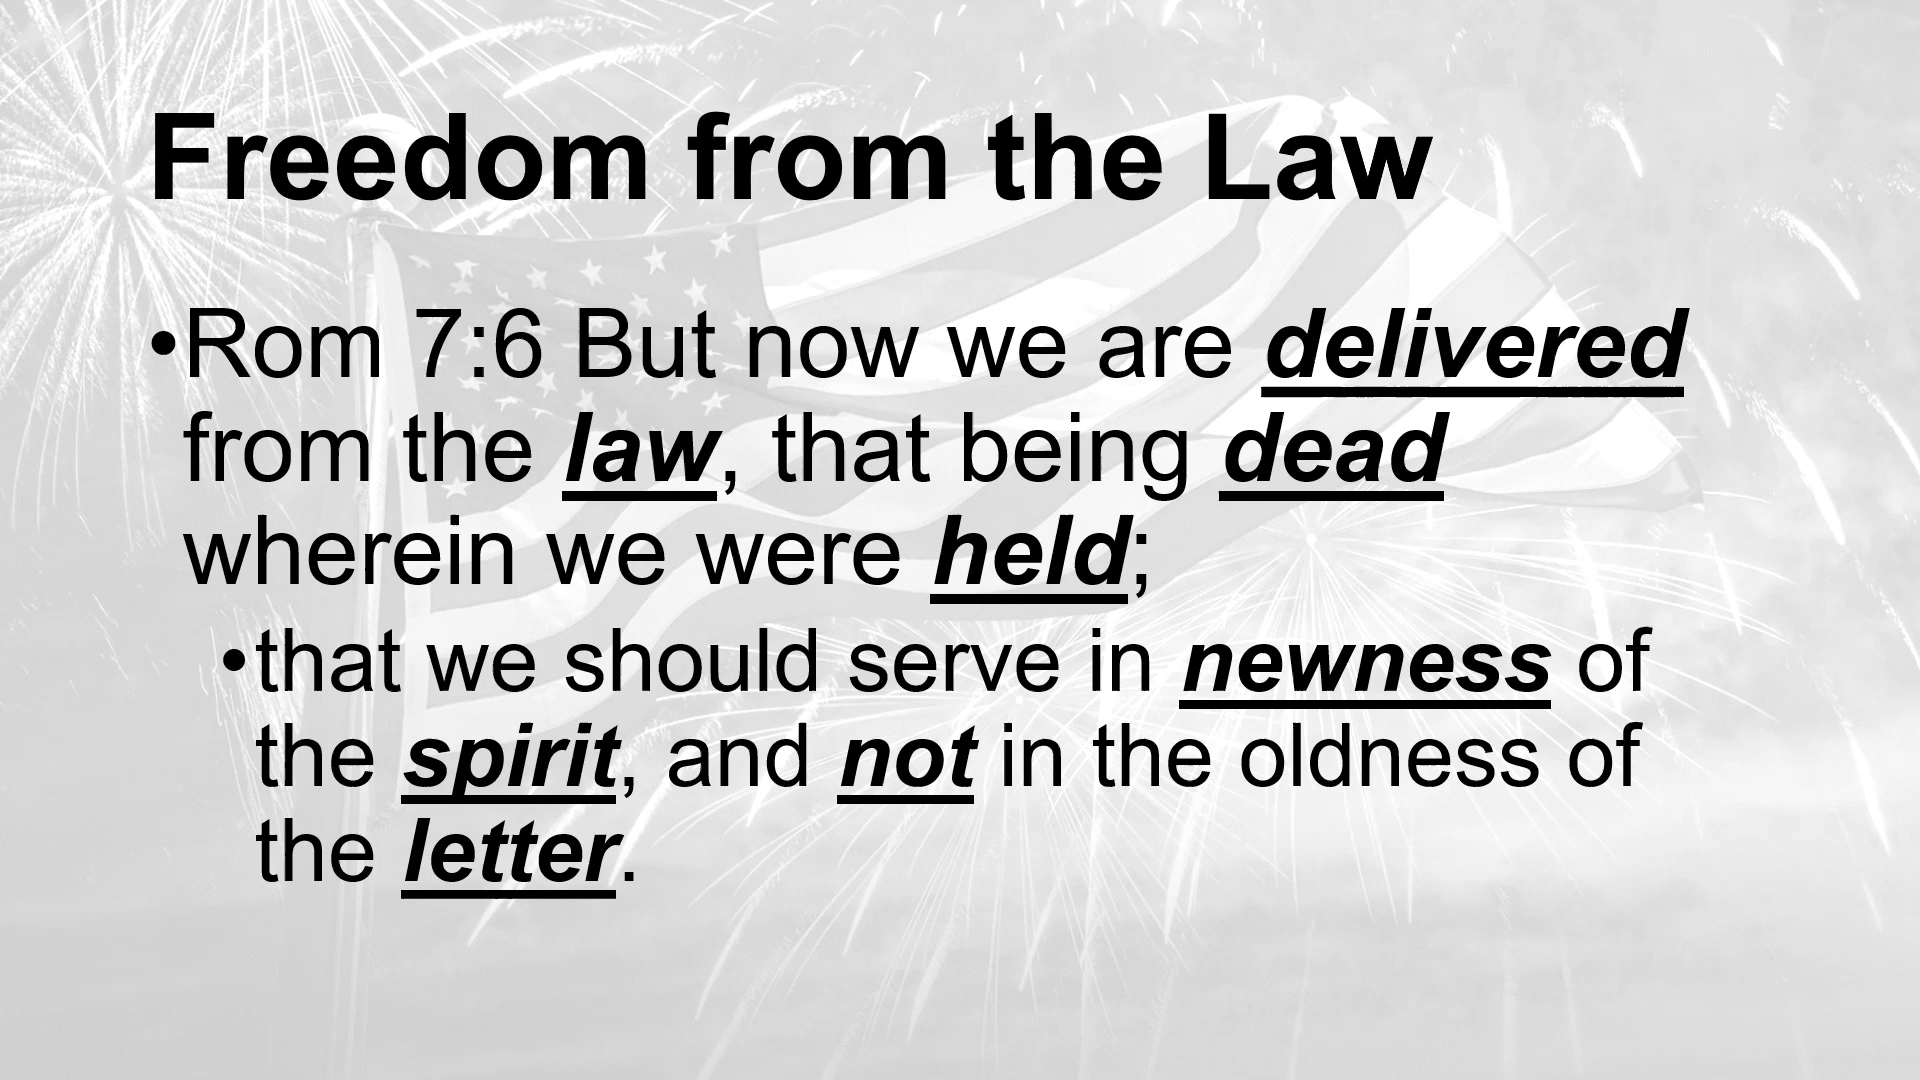 Freedom from the Law
•Rom 7:6 But now we are delivered
from the law, that being dead
wherein we were held;
•that we should serve in newness of
the spirit, and not in the oldness of
the letter.